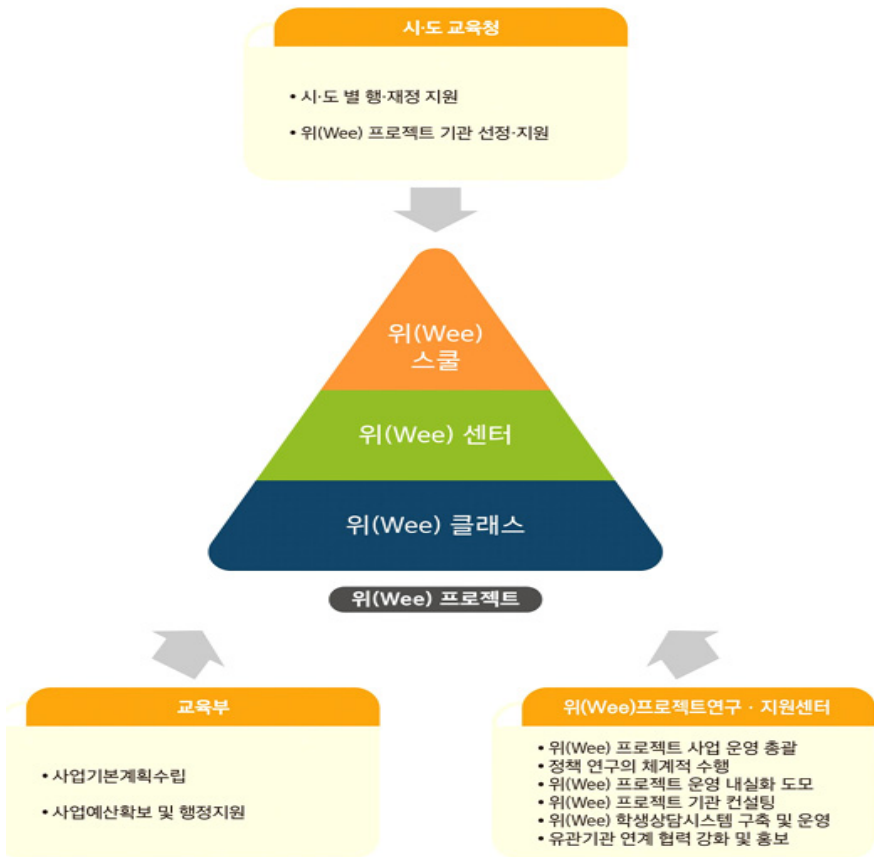 시·도 교육청
• 시·도 별 행·재정 지원
• 위(Wee) 프로젝트 기관 선정·지원
위(Wee)
스쿨
위(Wee) 센터
위(Wee) 클래스
위(Wee) 프로젝트
교육부
• 사업기본계획수립
• 사업예산확보 및 행정지원
위(Wee)프로젝트연구 · 지원센터
• 위(Wee) 프로젝트 사업 운영 총괄
• 정책 연구의 체계적 수행
• 위(Wee) 프로젝트 운영 내실화 도모
• 위(Wee) 프로젝트 기관 컨설팅
• 위(Wee) 학생상담시스템 구축 및 운영
• 유관기관 연계 협력 강화 및 홍보